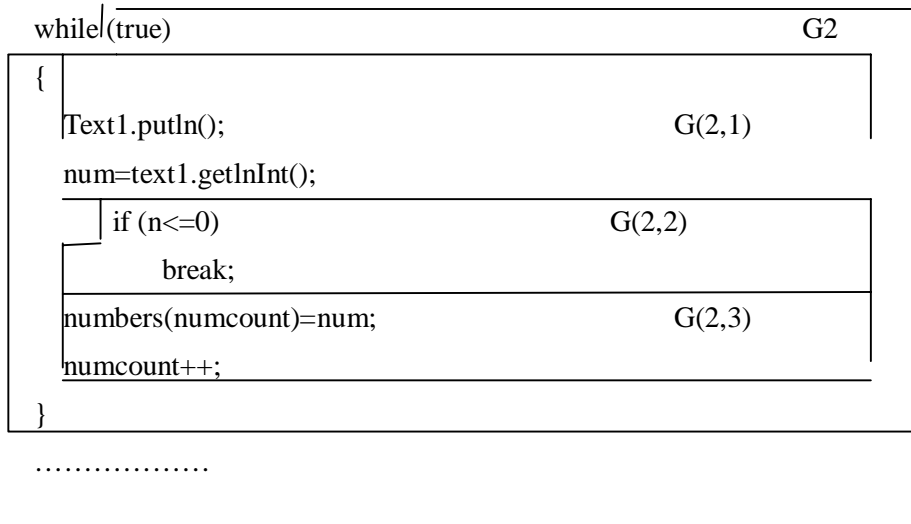 while (true) G2
{
Text1.putln(); G(2,1)
num=text1.getlnInt();
if (n<=0) G(2,2)
break;
numbers(numcount)=num; G(2,3)
numcount++;
}
………………